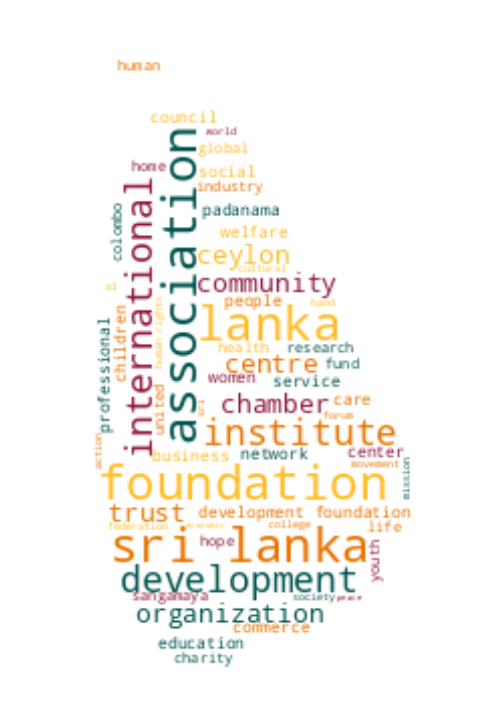 human
council
world
association
global
home
social
international
industry
colombo
padanama
welfare
ceylon
cultural
community
al
people
hand
human rights
children
lanka
professional
health
research
centre
fund
women
service
united
chamber
care
sri
forum
institute
action
business
network
center
movement
mission
foundation
trust
development foundation
federation
economic
college
life
sri lanka
hope
youth
development
sangamaya
society
peace
organization
commerce
education
charity